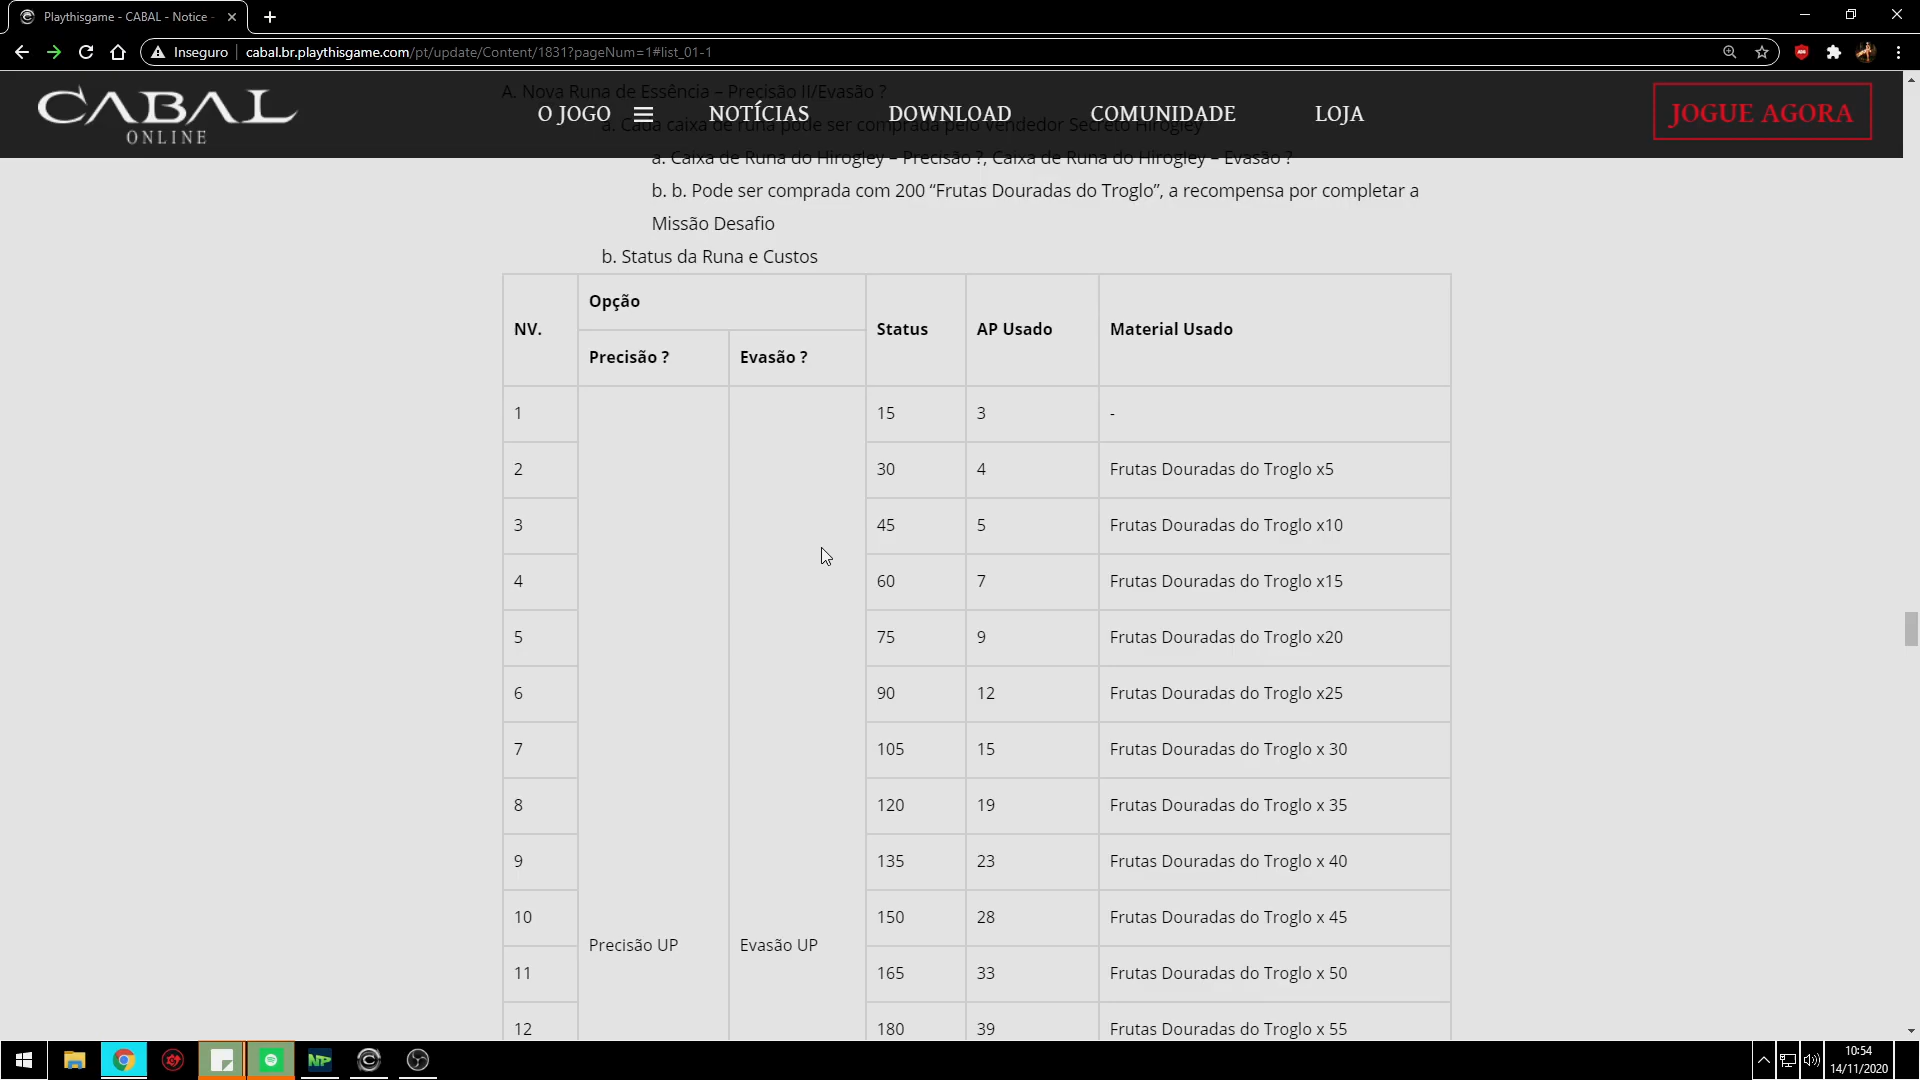 Playthisgame - CABAL - Notice -
Inseguro
cabal.br.playthisgame.com/pt/update/Content/1831?pageNum=1#list_01-1
CABAL
ONLINE
O JOGO
NOTÍCIAS
DOWNLOAD
COMUNIDADE
LOJA
JOGUE AGORA
A. Nova Runa de Essência – Precisão II/Evasão ?
a. Cada caixa de runa pode ser comprada pelo Vendedor Secreto Hirogley
a. Caixa de Runa do Hirogley – Precisão ?, Caixa de Runa do Hirogley – Evasão ?
b. b. Pode ser comprada com 200 “Frutas Douradas do Troglo”, a recompensa por completar a
Missão Desafio
b. Status da Runa e Custos
NV. Opção Status AP Usado Material Usado
Precisão ? Evasão ?
1 15 3 -
2 30 4 Frutas Douradas do Troglo x5
3 45 5 Frutas Douradas do Troglo x10
4 60 7 Frutas Douradas do Troglo x15
5 75 9 Frutas Douradas do Troglo x20
6 90 12 Frutas Douradas do Troglo x25
7 105 15 Frutas Douradas do Troglo x 30
8 120 19 Frutas Douradas do Troglo x 35
9 135 23 Frutas Douradas do Troglo x 40
10 150 28 Frutas Douradas do Troglo x 45
Precisão UP Evasão UP
11 165 33 Frutas Douradas do Troglo x 50
12 180 39 Frutas Douradas do Troglo x 55
NP
10:54
14/11/2020